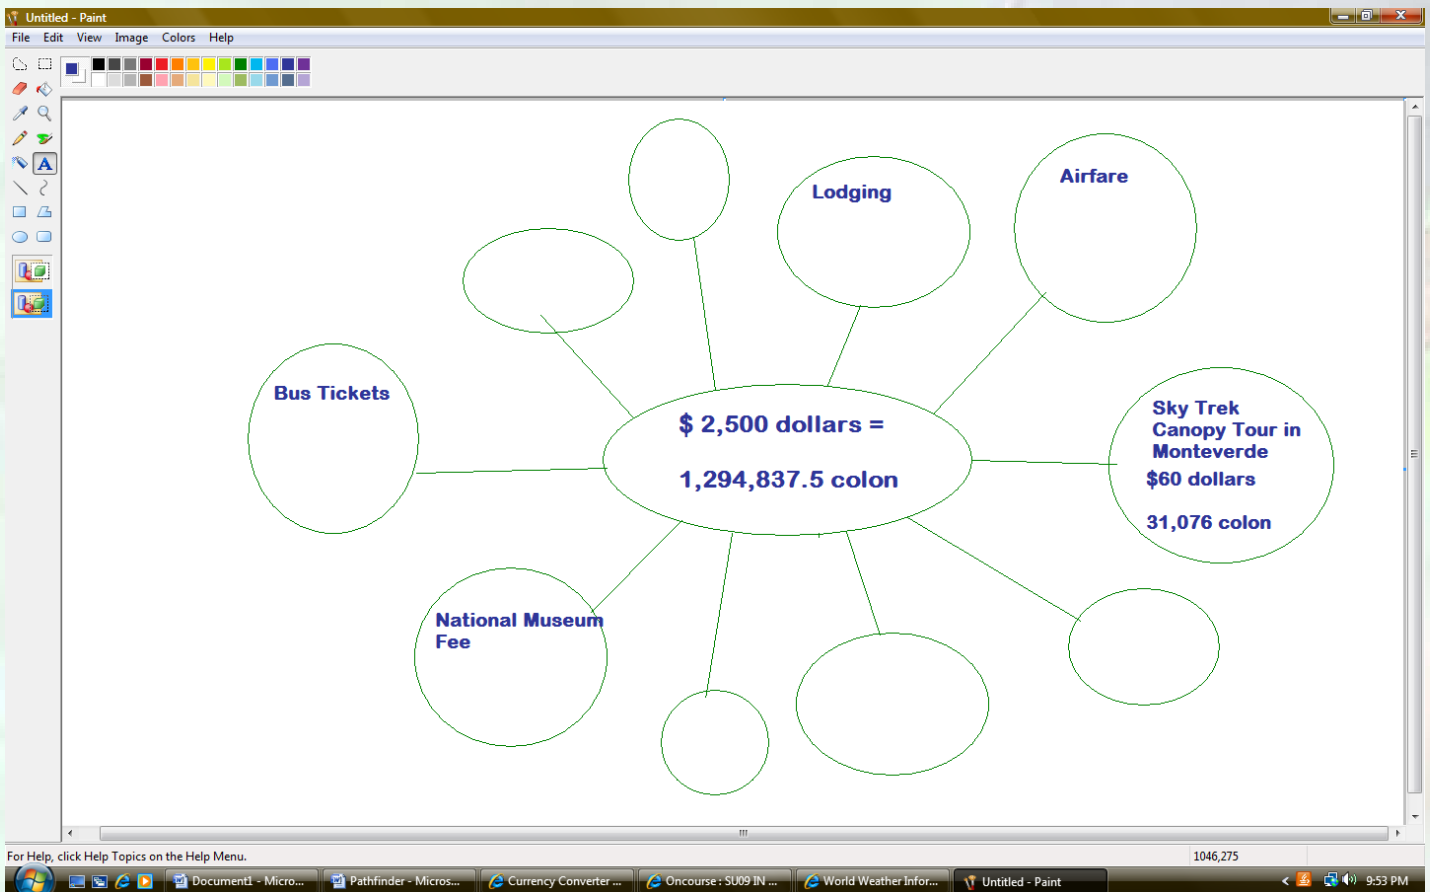 Untitled - Paint
File Edit View Image Colors Help
Lodging
Airfare
Bus Tickets
$ 2,500 dollars =
1,294,837.5 colon
Sky Trek
Canopy Tour in
Monteverde
$60 dollars
31,076 colon
National Museum
Fee
For Help, click Help Topics on the Help Menu.
1046,275
Document1 - Micro...
Pathfinder - Micros...
Currency Converter ...
Oncourse : SU09 IN ...
World Weather Infor...
Untitled - Paint
9:53 PM